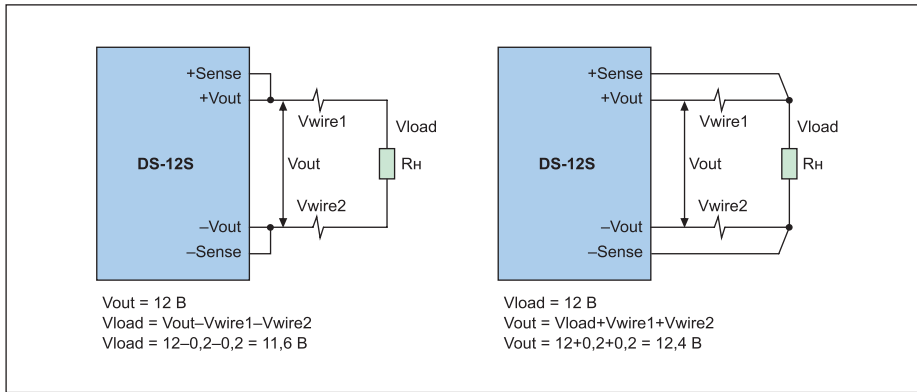 +Sense
+Vout
Vwire1
Vload
DS-12S
Vout
Rн
Vwire2
–Vout
–Sense
Vout = 12 В
Vload = Vout–Vwire1–Vwire2
Vload = 12–0,2–0,2 = 11,6 В
+Sense
+Vout
Vwire1
Vload
DS-12S
Vout
Rн
Vwire2
–Vout
–Sense
Vload = 12 В
Vout = Vload+Vwire1+Vwire2
Vout = 12+0,2+0,2 = 12,4 В